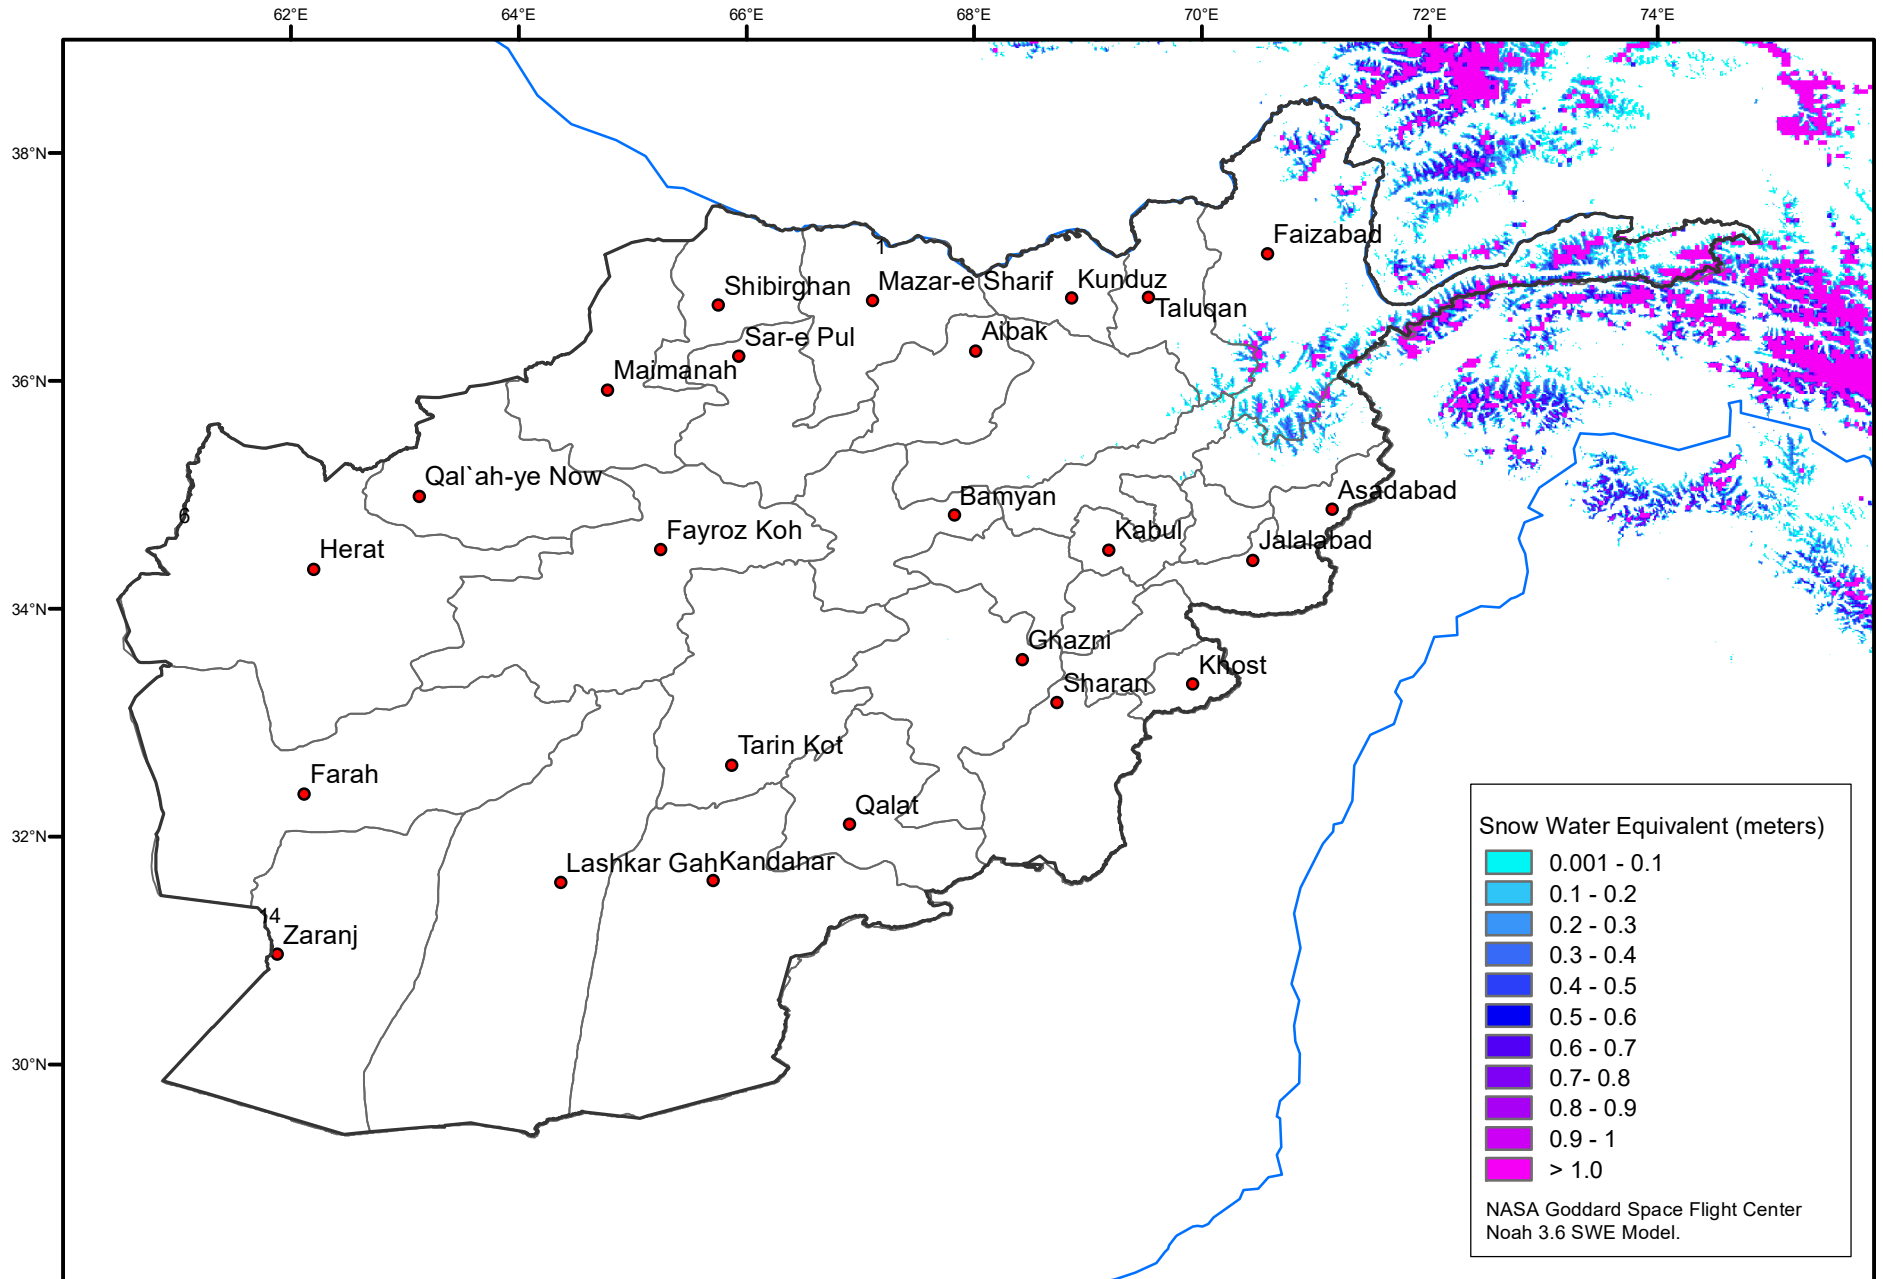 62°E
64°E
66°E
68°E
70°E
72°E
74°E
38°N
36°N
34°N
32°N
30°N
1
6
14
Faizabad
Shibirghan
Mazar-e Sharif
Kunduz
Taluqan
Sar-e Pul
Aibak
Maimanah
Qal`ah-ye Now
Bamyan
Asadabad
Herat
Fayroz Koh
Kabul
Jalalabad
Ghazni
Khost
Sharan
Tarin Kot
Farah
Qalat
Lashkar Gah
Kandahar
Zaranj
Snow Water Equivalent (meters)
0.001 - 0.1
0.1 - 0.2
0.2 - 0.3
0.3 - 0.4
0.4 - 0.5
0.5 - 0.6
0.6 - 0.7
0.7- 0.8
0.8 - 0.9
0.9 - 1
> 1.0
NASA Goddard Space Flight Center
Noah 3.6 SWE Model.